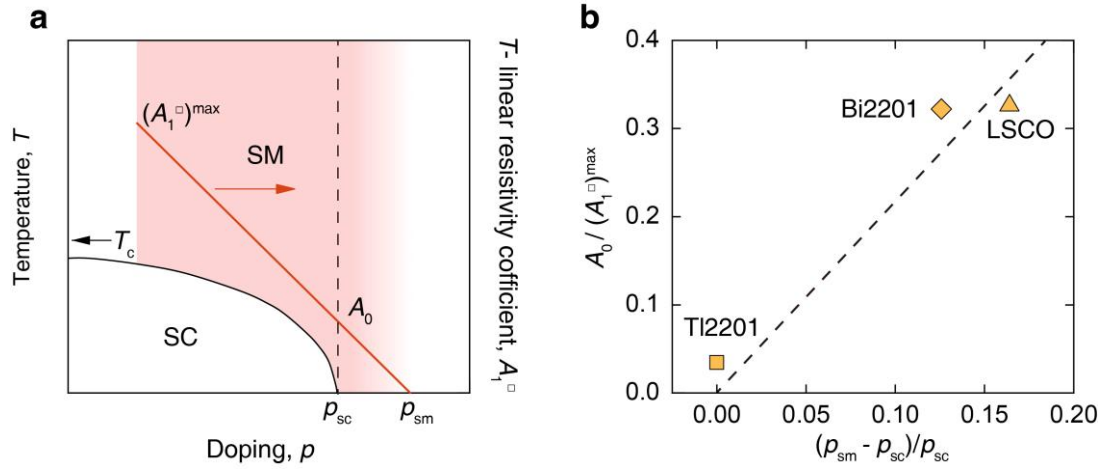 a
Temperature, T
(A₁□)max
SM
Tc
A₀
SC
psc
psm
Doping, p
T- linear resistivity cofficient, A₁□
b
A₀ / (A₁□)max
0.4
0.3
0.2
0.1
0.0
Bi2201
LSCO
Tl2201
0.00 0.05 0.10 0.15 0.20
(psm - psc)/psc